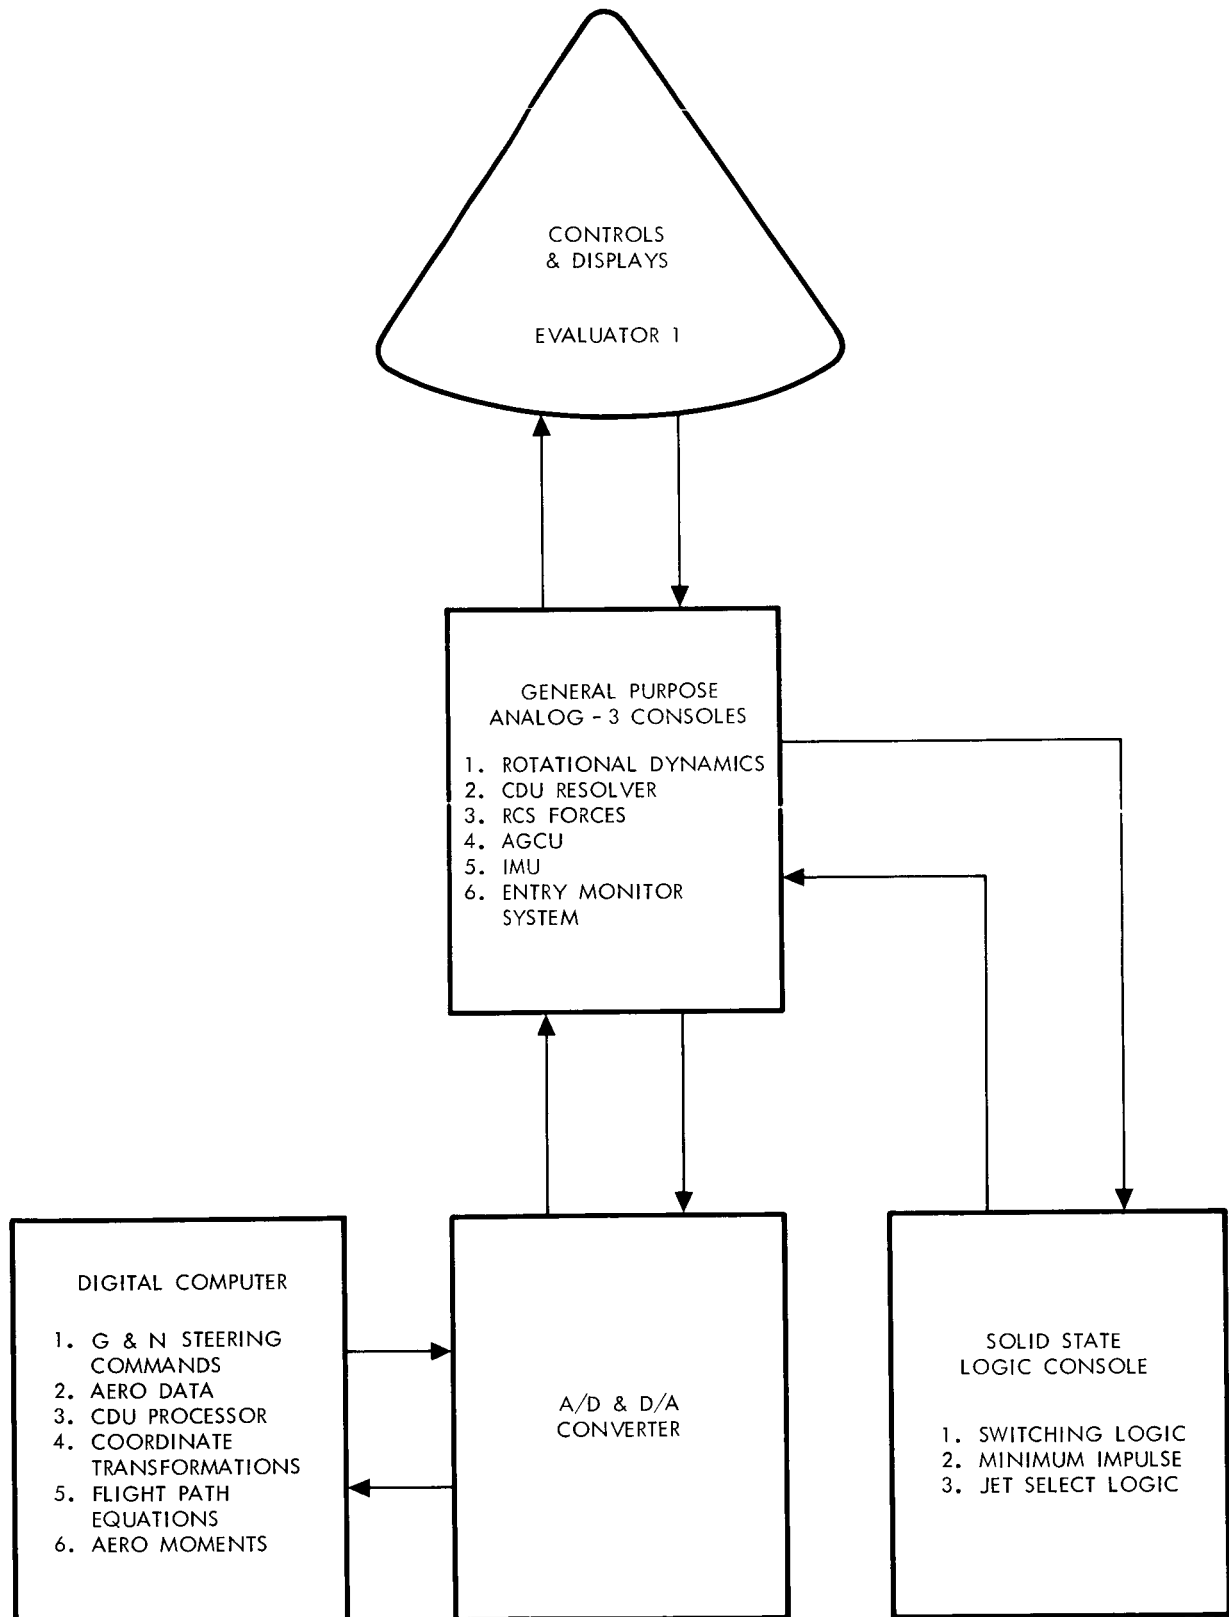 CONTROLS
& DISPLAYS
EVALUATOR 1
GENERAL PURPOSE
ANALOG - 3 CONSOLES
1. ROTATIONAL DYNAMICS
2. CDU RESOLVER
3. RCS FORCES
4. AGCU
5. IMU
6. ENTRY MONITOR
SYSTEM
DIGITAL COMPUTER
1. G & N STEERING
COMMANDS
2. AERO DATA
3. CDU PROCESSOR
4. COORDINATE
TRANSFORMATIONS
5. FLIGHT PATH
EQUATIONS
6. AERO MOMENTS
A/D & D/A
CONVERTER
SOLID STATE
LOGIC CONSOLE
1. SWITCHING LOGIC
2. MINIMUM IMPULSE
3. JET SELECT LOGIC